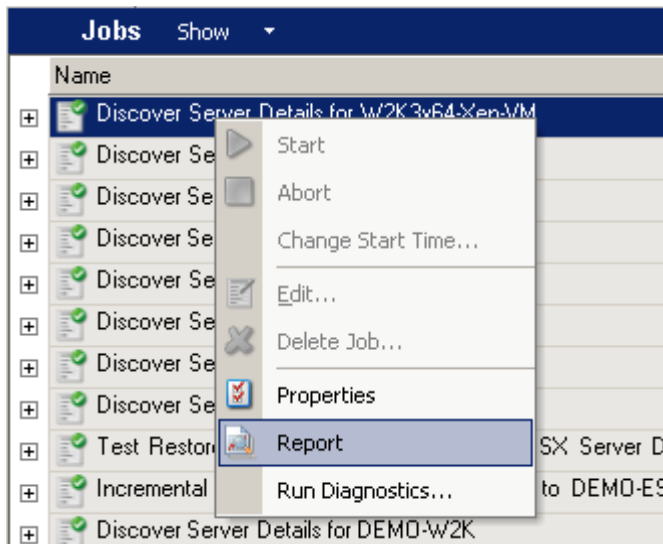 Jobs Show
Name
Discover Server Details for W2K3v64-Xen-VM
Start
Discover Se
Abort
Discover Se
Change Start Time...
Discover Se
Discover Se
Edit...
Discover Se
Delete Job...
Discover Se
Properties
Discover Se
Report
Test Restor SX Server D
Incremental to DEMO-ES
Run Diagnostics...
Discover Server Details for DEMO-W2K